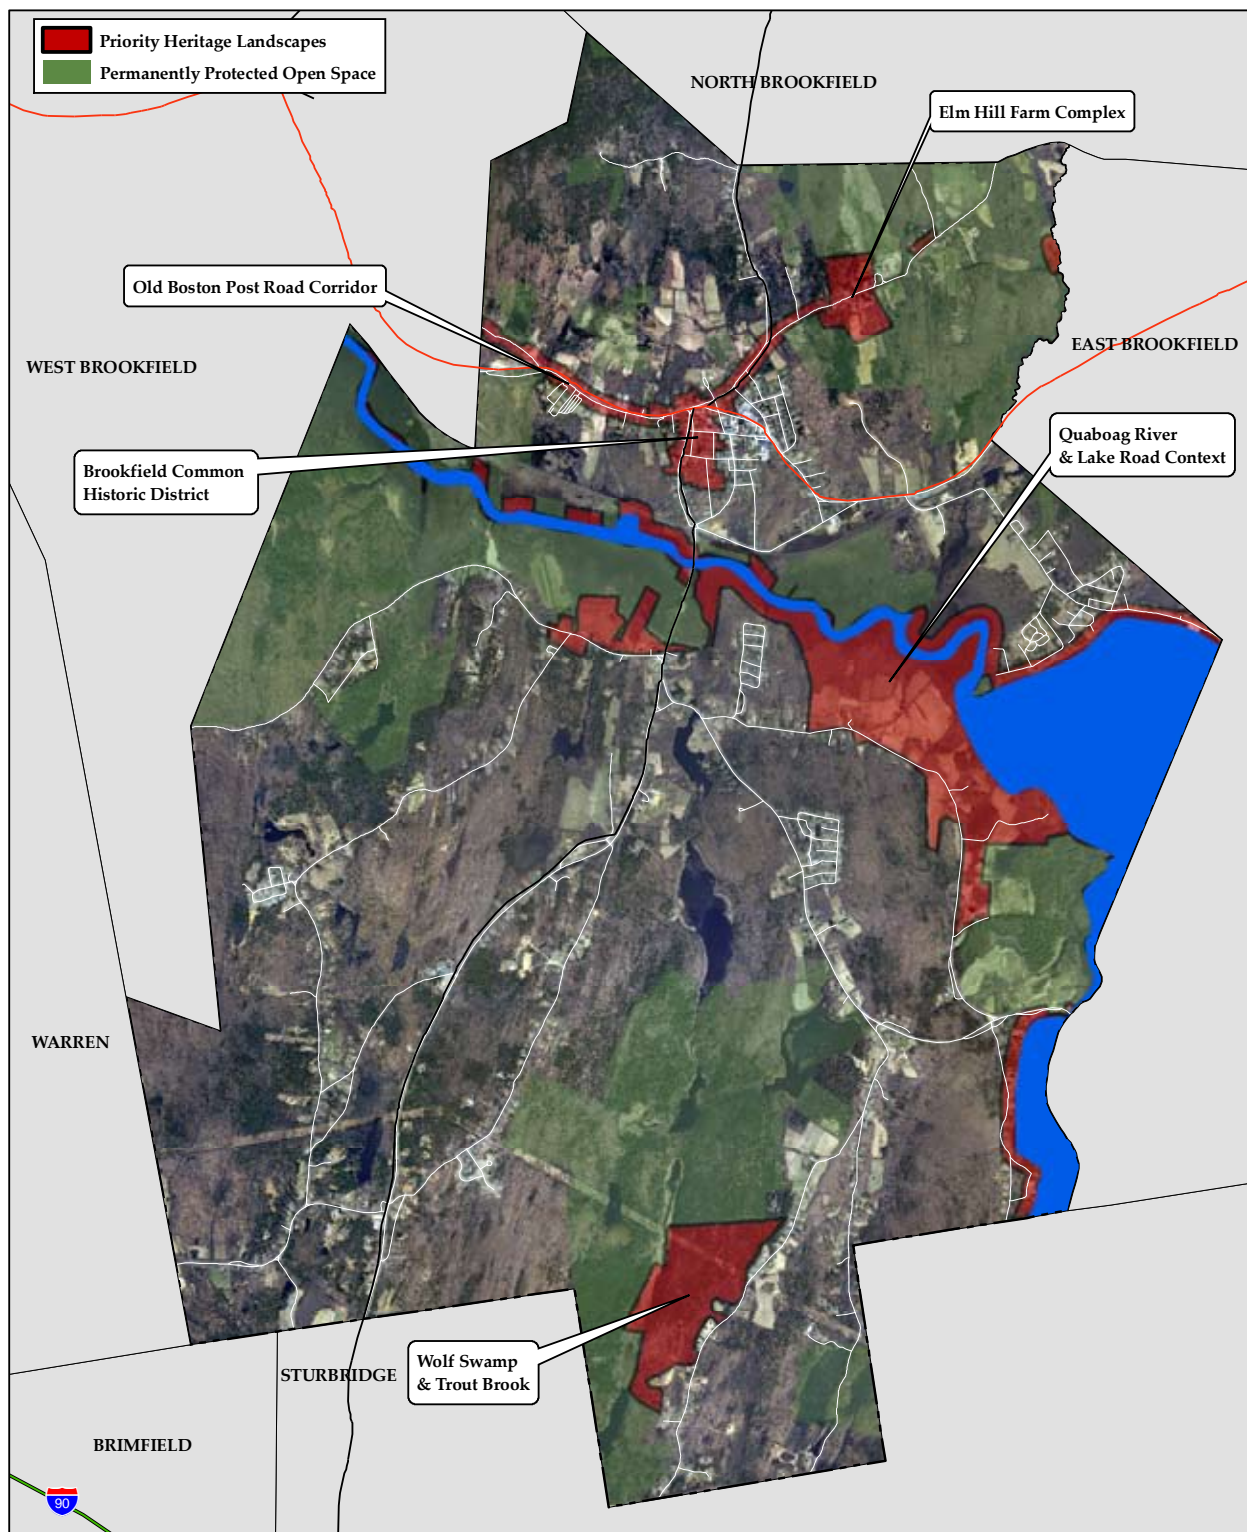 Priority Heritage Landscapes
Permanently Protected Open Space
NORTH BROOKFIELD
Elm Hill Farm Complex
Old Boston Post Road Corridor
WEST BROOKFIELD
EAST BROOKFIELD
Quaboag River
& Lake Road Context
Brookfield Common
Historic District
WARREN
Wolf Swamp
& Trout Brook
STURBRIDGE
BRIMFIELD
90